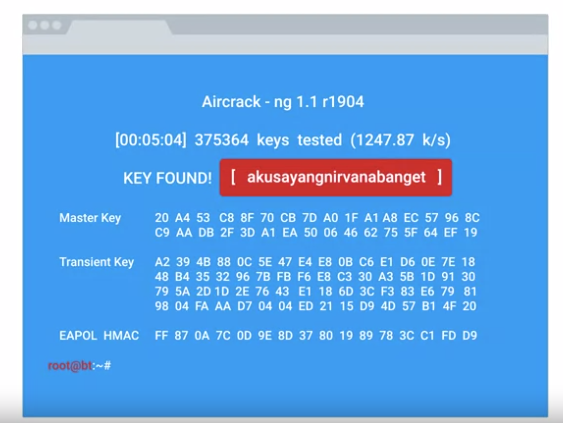 Aircrack - ng 1.1 r1904
[00:05:04] 375364 keys tested (1247.87 k/s)
KEY FOUND! [ akusayangnirvanabanget ]
Master Key 20 A4 53 C8 8F 70 CB 7D A0 1F A1 A8 EC 57 96 8C
C9 AA DB 2F 3D A1 EA 50 06 46 62 75 5F 64 EF 19
Transient Key A2 39 4B 88 0C 5E 47 E4 E8 0B C6 E1 D6 0E 7E 18
48 B4 35 32 96 7B FB F6 E8 C3 30 A3 5B 1D 91 30
79 5A 2D 1D 2E 76 43 E1 18 6D 3C F3 83 E6 79 81
98 04 FA AA D7 04 04 ED 21 15 D9 4D 57 B1 4F 20
EAPOL HMAC FF 87 0A 7C 0D 9E 8D 37 80 19 89 78 3C C1 FD D9
root@bt:~#